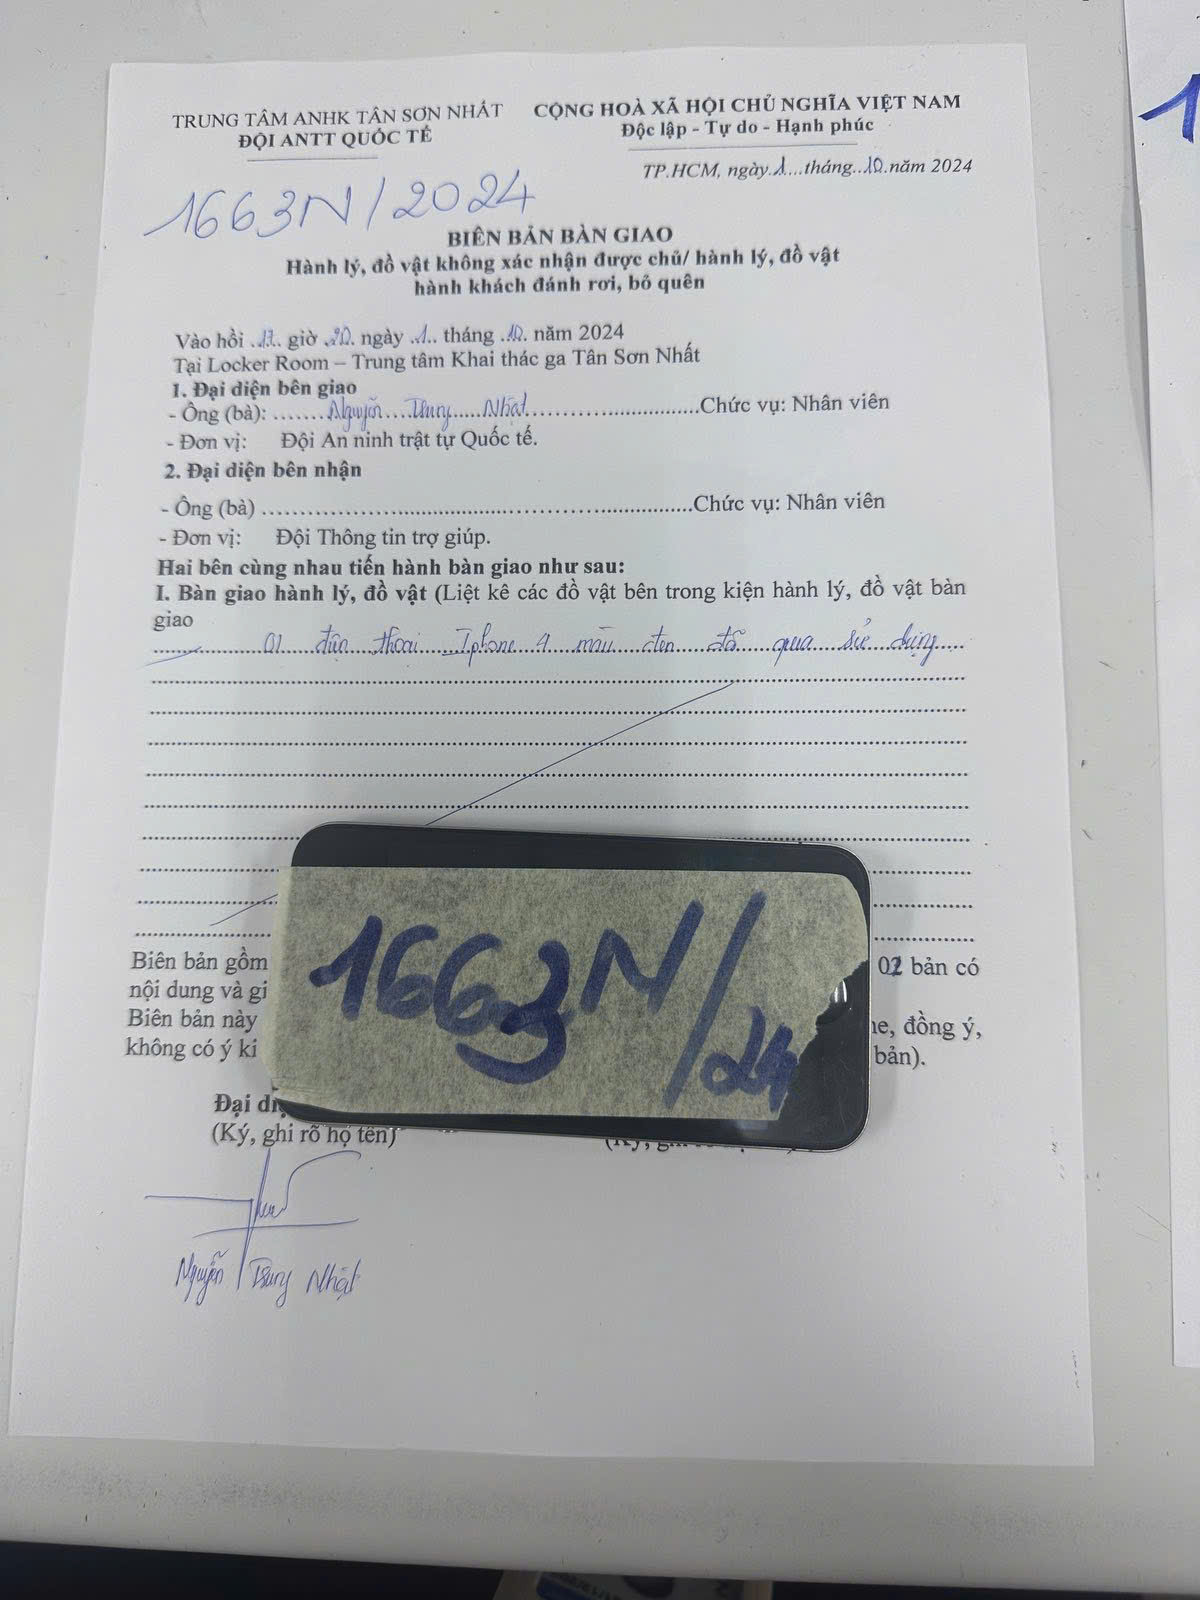 TRUNG TÂM ANHK TÂN SƠN NHẤT
ĐỘI ANTT QUỐC TẾ
CỘNG HOÀ XÃ HỘI CHỦ NGHĨA VIỆT NAM
Độc lập - Tự do - Hạnh phúc
TP.HCM, ngày.1....tháng..10.năm 2024
1663N/2024
BIÊN BẢN BÀN GIAO
Hành lý, đồ vật không xác nhận được chủ/ hành lý, đồ vật
hành khách đánh rơi, bỏ quên
Vào hồi .17. giờ .20. ngày .1.. tháng .10. năm 2024
Tại Locker Room – Trung tâm Khai thác ga Tân Sơn Nhất
1. Đại diện bên giao
- Ông (bà): .......Nguyễn....Trung.....Nhật..............................Chức vụ: Nhân viên
- Đơn vị: Đội An ninh trật tự Quốc tế.
2. Đại diện bên nhận
- Ông (bà) ..............................................................Chức vụ: Nhân viên
- Đơn vị: Đội Thông tin trợ giúp.
Hai bên cùng nhau tiến hành bàn giao như sau:
I. Bàn giao hành lý, đồ vật (Liệt kê các đồ vật bên trong kiện hành lý, đồ vật bàn
giao
01 điện thoại Iphone 4 màu đen đã qua sử dụng
Biên bản gồm 02 bản có
nội dung và gi
Biên bản này đồng ý,
không có ý ki bản).
1663N/24
Đại di
(Ký, ghi rõ họ tên)
Nguyễn Trung Nhật
1